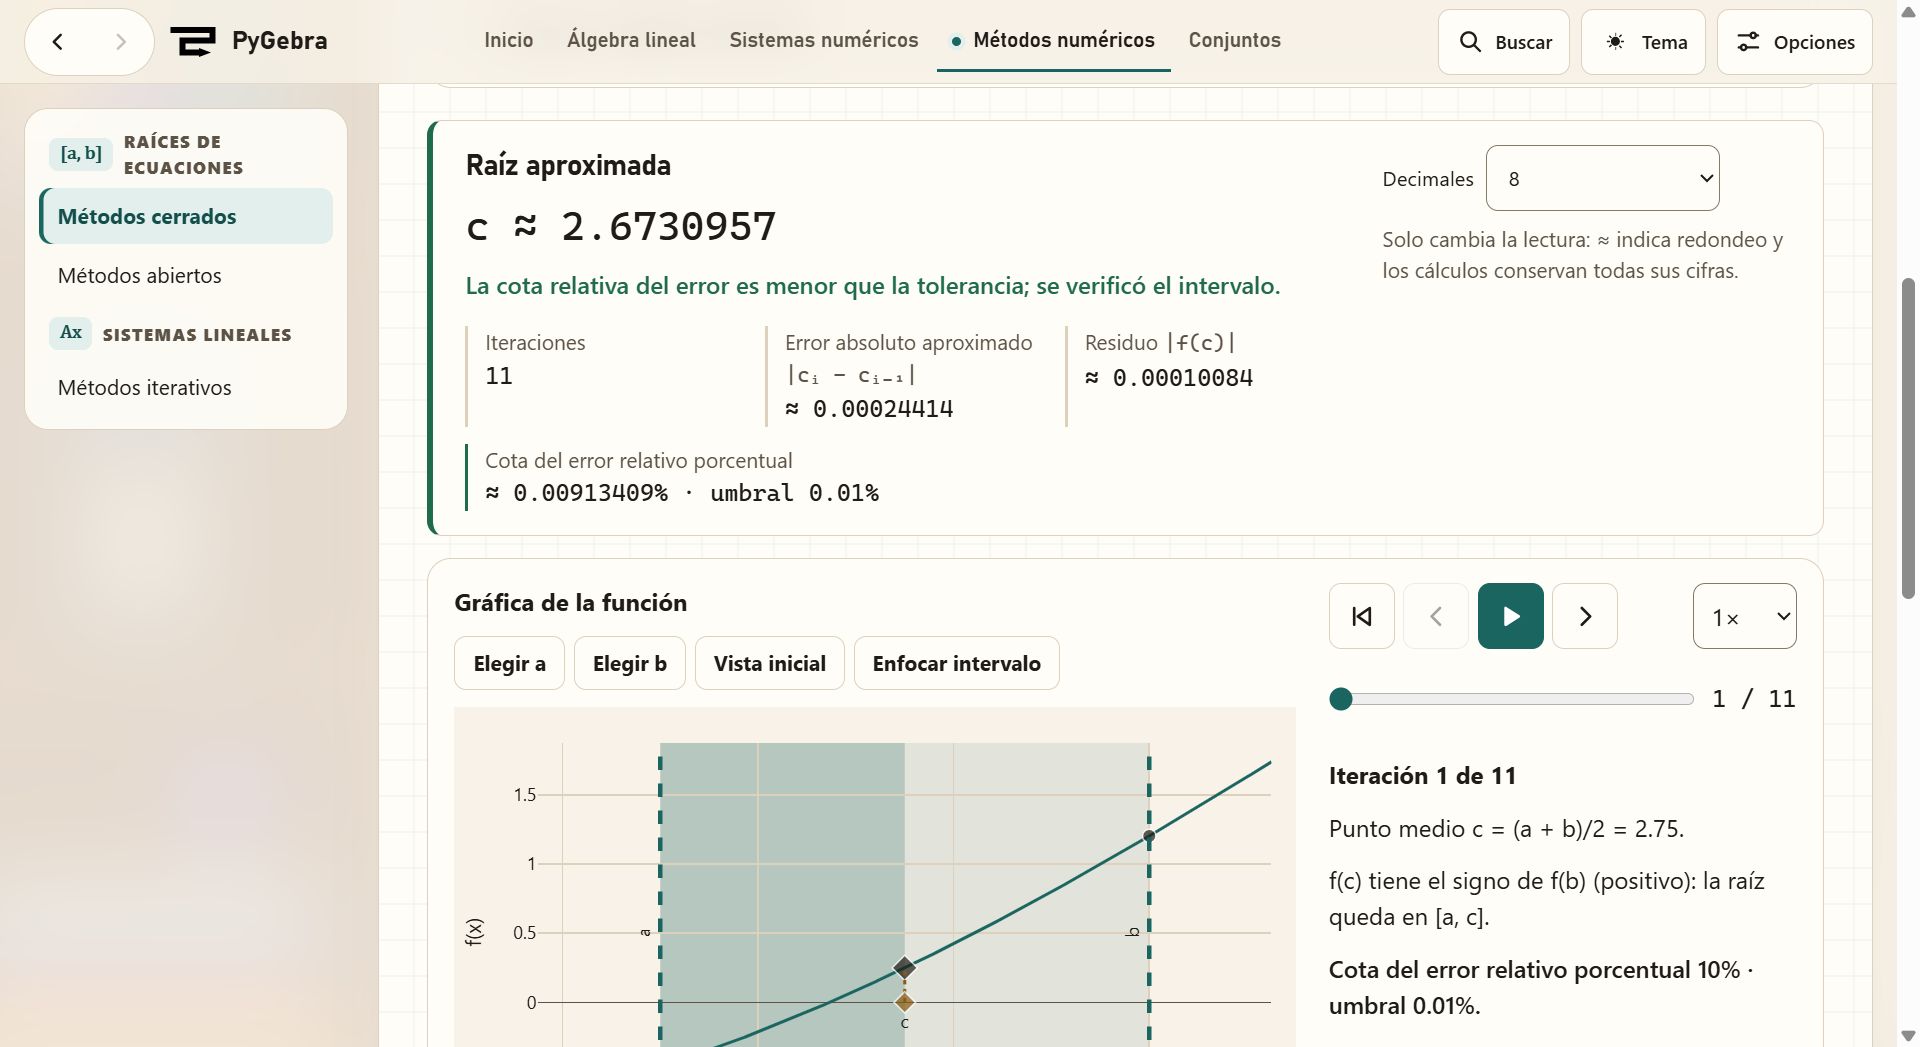 PyGebra
Inicio
Álgebra lineal
Sistemas numéricos
Métodos numéricos
Conjuntos
Buscar
Tema
Opciones
[a, b]
RAÍCES DE
ECUACIONES
Métodos cerrados
Métodos abiertos
Ax
SISTEMAS LINEALES
Métodos iterativos
Raíz aproximada
c ≈ 2.6730957
La cota relativa del error es menor que la tolerancia; se verificó el intervalo.
Decimales
8
Solo cambia la lectura: ≈ indica redondeo y
los cálculos conservan todas sus cifras.
Iteraciones
11
Error absoluto aproximado
|cᵢ − cᵢ₋₁|
≈ 0.00024414
Residuo |f(c)|
≈ 0.00010084
Cota del error relativo porcentual
≈ 0.00913409% · umbral 0.01%
Gráfica de la función
Elegir a
Elegir b
Vista inicial
Enfocar intervalo
1.5
1
0.5
0
f(x)
a
b
c
1×
1 / 11
Iteración 1 de 11
Punto medio c = (a + b)/2 = 2.75.
f(c) tiene el signo de f(b) (positivo): la raíz
queda en [a, c].
Cota del error relativo porcentual 10% ·
umbral 0.01%.